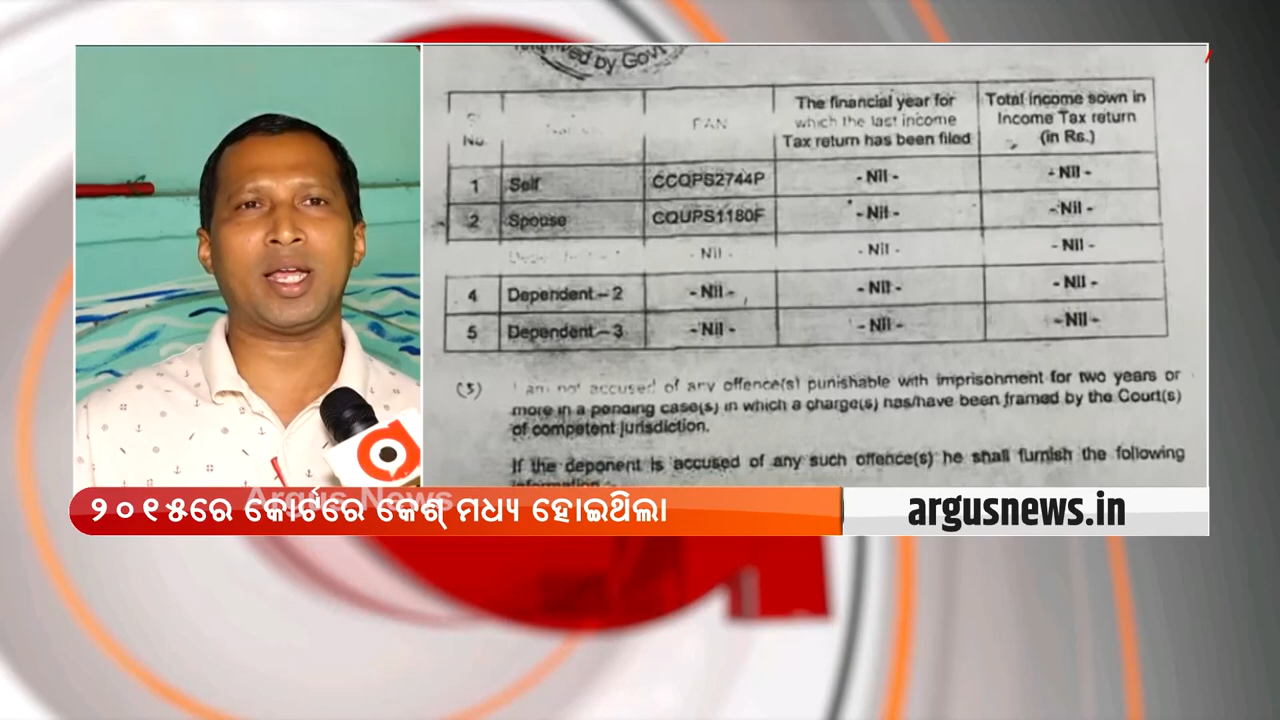 by Govt
No.
PAN
The financial year for
which the last income
Tax return has been filed
Total income sown in
Income Tax return
(in Rs.)
1 Self CCQPS2744P - Nil - - Nil -
2 Spouse CQUPS1180F - Nil - - Nil -
- Nil - - Nil - - Nil -
4 Dependent – 2 - Nil - - Nil - - Nil -
5 Dependent – 3 - Nil - - Nil - - Nil -
(5) I am not accused of any offence(s) punishable with imprisonment for two years or
more in a pending case(s) in which a charge(s) has/have been framed by the Court(s)
of competent jurisdiction.
If the deponent is accused of any such offence(s) he shall furnish the following
information :-
Argus News
୨୦୧୫ରେ କୋର୍ଟରେ କେଶ୍ ମଧ୍ୟ ହୋଇଥିଲା
argusnews.in